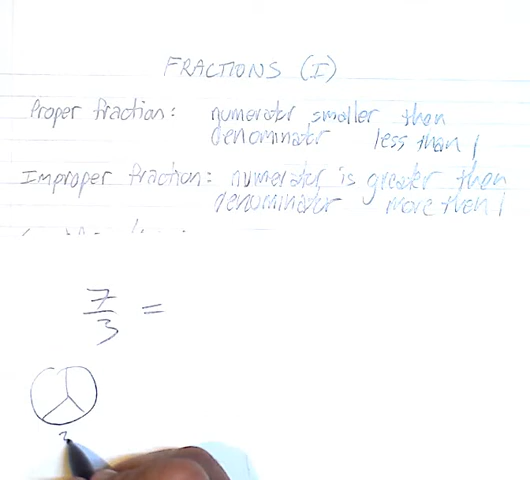 FRACTIONS (I)
Proper fraction: numerator smaller than
denominator less than 1
Improper fraction: numerator is greater then
denominator more then 1
7/3 =